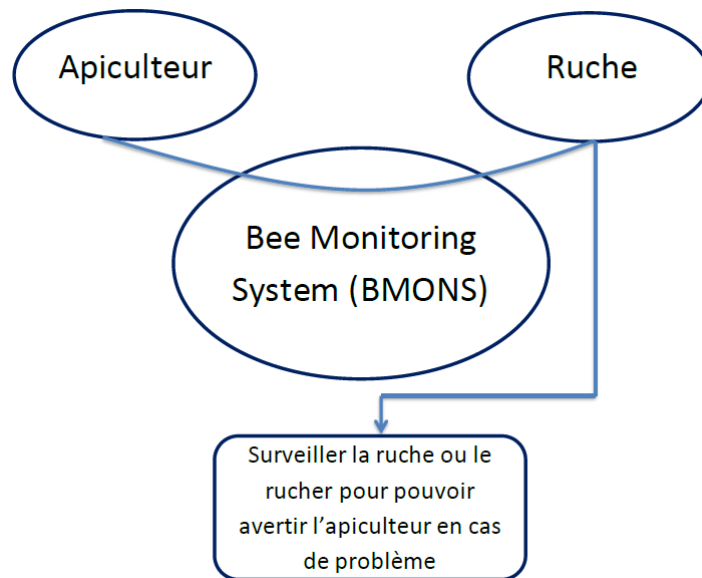 Apiculteur
Ruche
Bee Monitoring
System (BMONS)
Surveiller la ruche ou le
rucher pour pouvoir
avertir l’apiculteur en cas
de problème